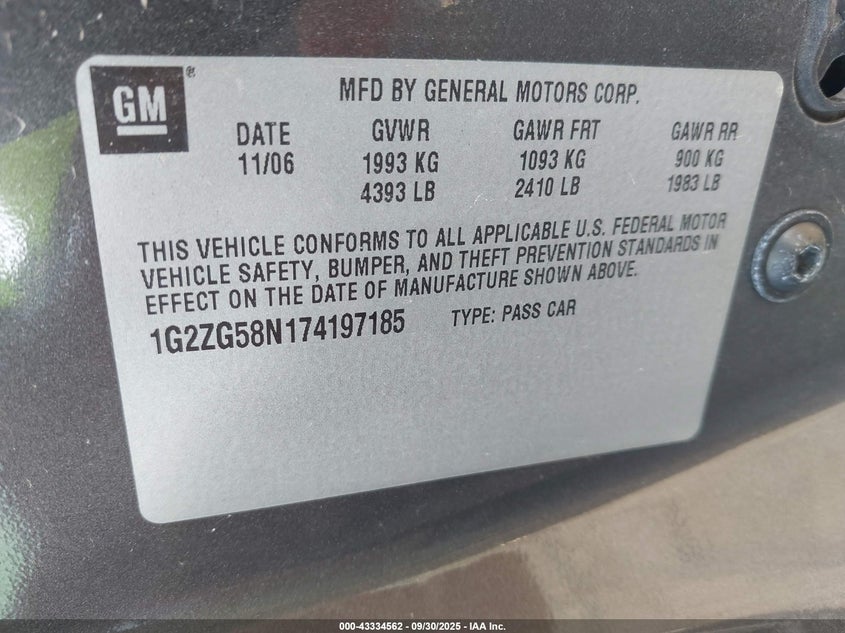 GM®
MFD BY GENERAL MOTORS CORP.
DATE GVWR GAWR FRT GAWR RR
11/06 1993 KG 1093 KG 900 KG
4393 LB 2410 LB 1983 LB
THIS VEHICLE CONFORMS TO ALL APPLICABLE U.S. FEDERAL MOTOR
VEHICLE SAFETY, BUMPER, AND THEFT PREVENTION STANDARDS IN
EFFECT ON THE DATE OF MANUFACTURE SHOWN ABOVE.
1G2ZG58N174197185 TYPE: PASS CAR
000-43334562 - 09/30/2025 - IAA Inc.